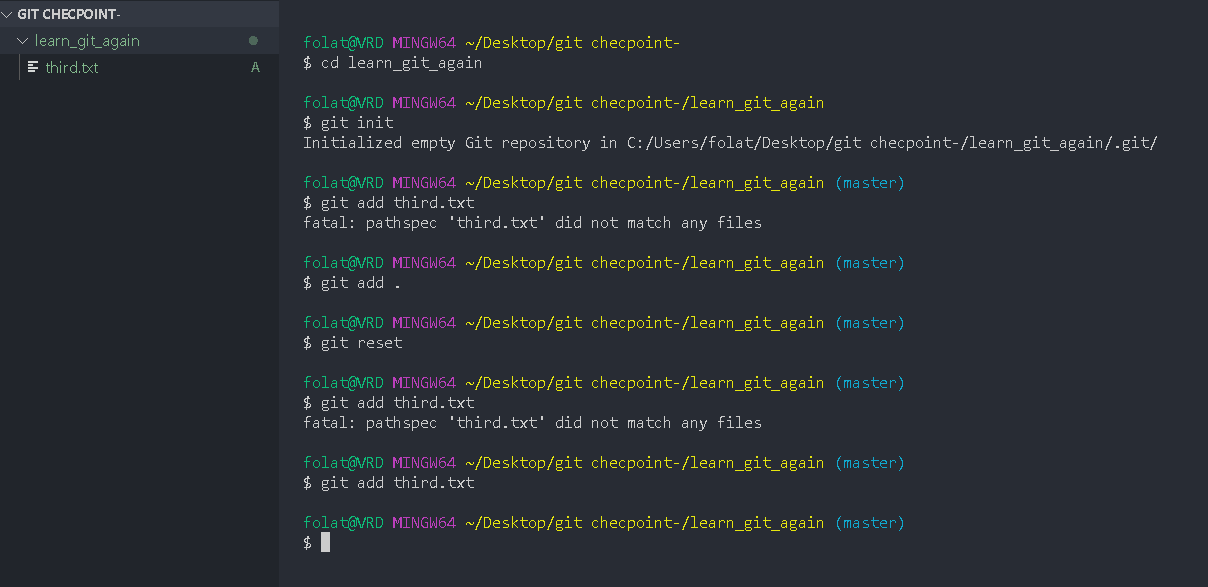 GIT CHECPOINT-
learn_git_again
third.txt A
folat@VRD MINGW64 ~/Desktop/git checpoint-
$ cd learn_git_again
folat@VRD MINGW64 ~/Desktop/git checpoint-/learn_git_again
$ git init
Initialized empty Git repository in C:/Users/folat/Desktop/git checpoint-/learn_git_again/.git/
folat@VRD MINGW64 ~/Desktop/git checpoint-/learn_git_again (master)
$ git add third.txt
fatal: pathspec 'third.txt' did not match any files
folat@VRD MINGW64 ~/Desktop/git checpoint-/learn_git_again (master)
$ git add .
folat@VRD MINGW64 ~/Desktop/git checpoint-/learn_git_again (master)
$ git reset
folat@VRD MINGW64 ~/Desktop/git checpoint-/learn_git_again (master)
$ git add third.txt
fatal: pathspec 'third.txt' did not match any files
folat@VRD MINGW64 ~/Desktop/git checpoint-/learn_git_again (master)
$ git add third.txt
folat@VRD MINGW64 ~/Desktop/git checpoint-/learn_git_again (master)
$